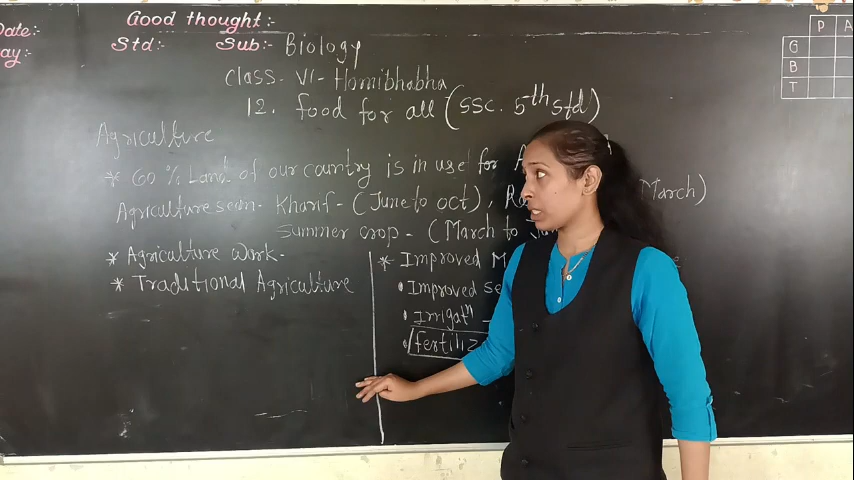 Good thought:-
Date:-
Std:- Sub:- Biology
ay:-
P A
G
B
T
Class- VI- Homibhabha
12. Food for all (SSC. 5th std)
Agriculture
* 60 % Land of our country is in use for A
Agriculture sean- Kharif- (June to oct), March)
Summer crop- (March to
* Agriculture work-
* Traditional Agriculture
* Improved M
• Improved se
• Irrigatn -
• fertiliz